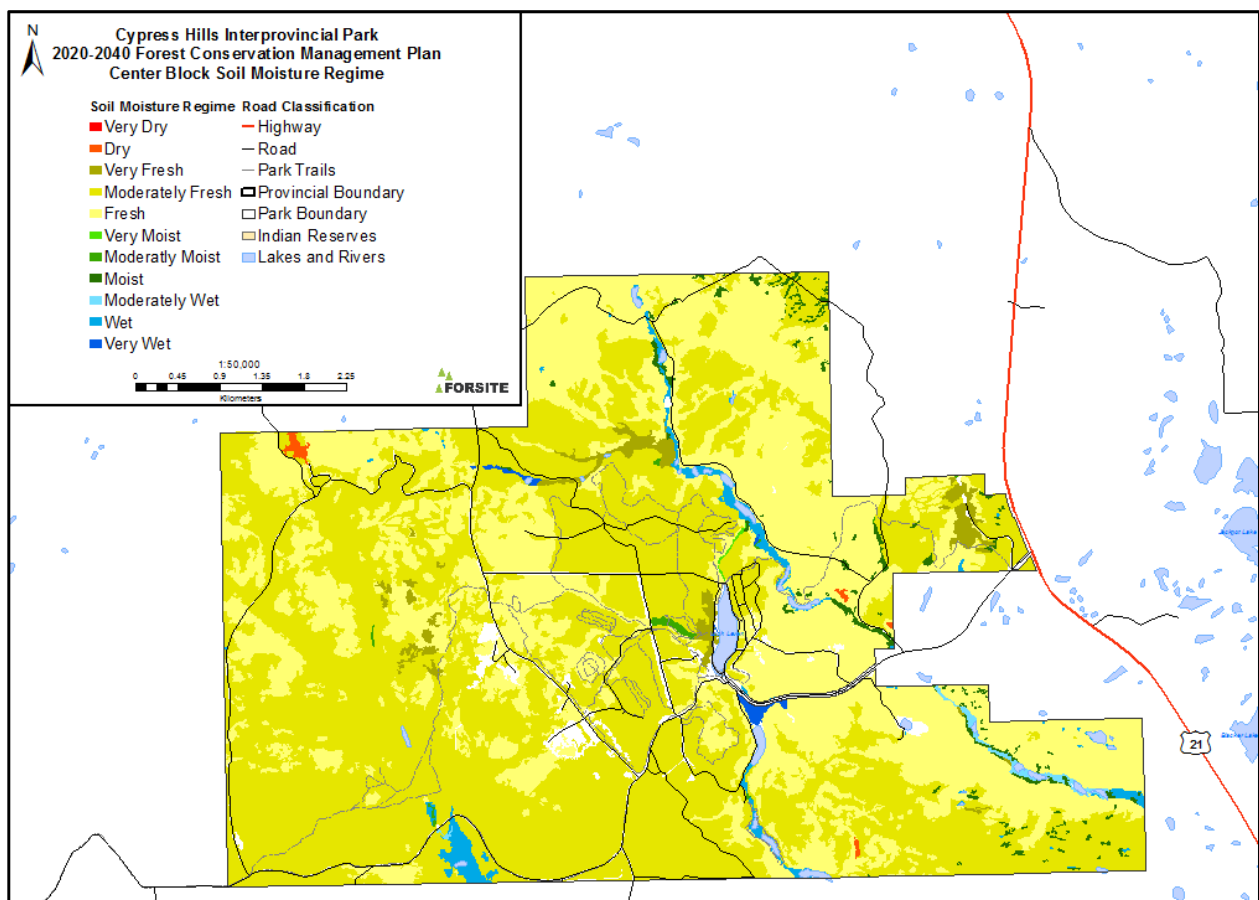 N
Cypress Hills Interprovincial Park
2020-2040 Forest Conservation Management Plan
Center Block Soil Moisture Regime
Soil Moisture Regime Road Classification
Very Dry
Highway
Dry
Road
Very Fresh
Park Trails
Moderately Fresh
Provincial Boundary
Fresh
Park Boundary
Very Moist
Indian Reserves
Moderatly Moist
Lakes and Rivers
Moist
Moderately Wet
Wet
Very Wet
1:50,000
0 0.45 0.9 1.35 1.8 2.25
Kilometers
FORSITE
Lake
21
Lake